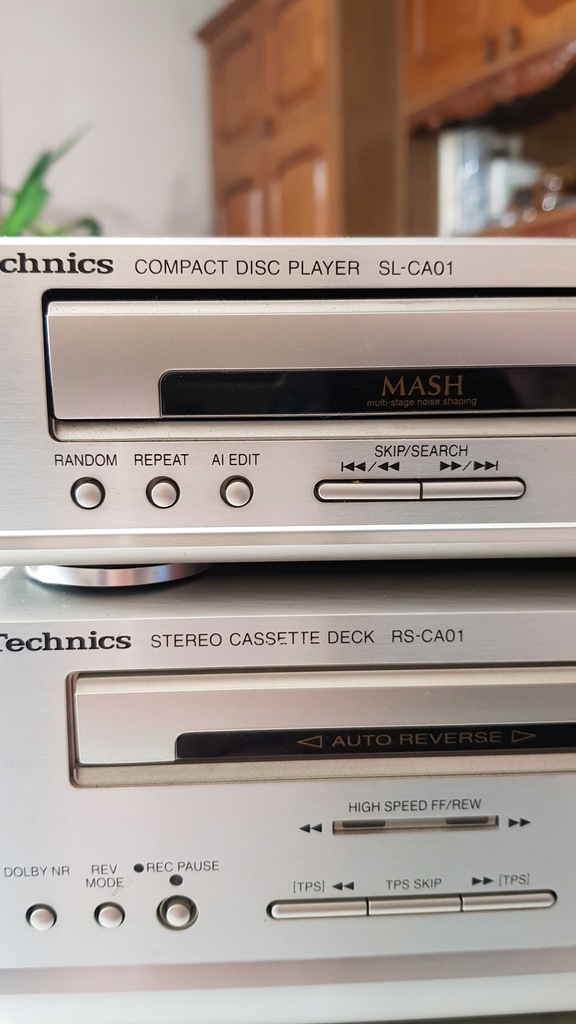 chnics COMPACT DISC PLAYER SL-CA01
MASH
multi-stage noise shaping
RANDOM REPEAT AI EDIT
SKIP/SEARCH
Technics STEREO CASSETTE DECK RS-CA01
AUTO REVERSE
HIGH SPEED FF/REW
DOLBY NR REV MODE REC PAUSE
[TPS] TPS SKIP [TPS]